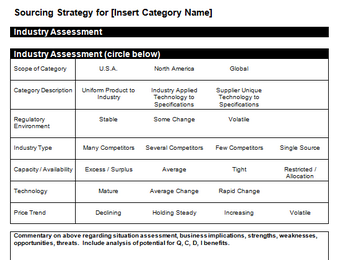 Sourcing Strategy for [Insert Category Name]
Industry Assessment
Industry Assessment (circle below)
Scope of Category U.S.A. North America Global
Category Description Uniform Product to Industry Applied Supplier Unique
Industry Technology to Technology to
Specifications Specifications
Regulatory Stable Some Change Volatile
Environment
Industry Type Many Competitors Several Competitors Few Competitors Single Source
Capacity / Availability Excess / Surplus Average Tight Restricted /
Allocation
Technology Mature Average Change Rapid Change
Price Trend Declining Holding Steady Increasing Volatile
Commentary on above regarding situation assessment, business implications, strengths, weaknesses,
opportunities, threats. Include analysis of potential for Q, C, D, I benefits.